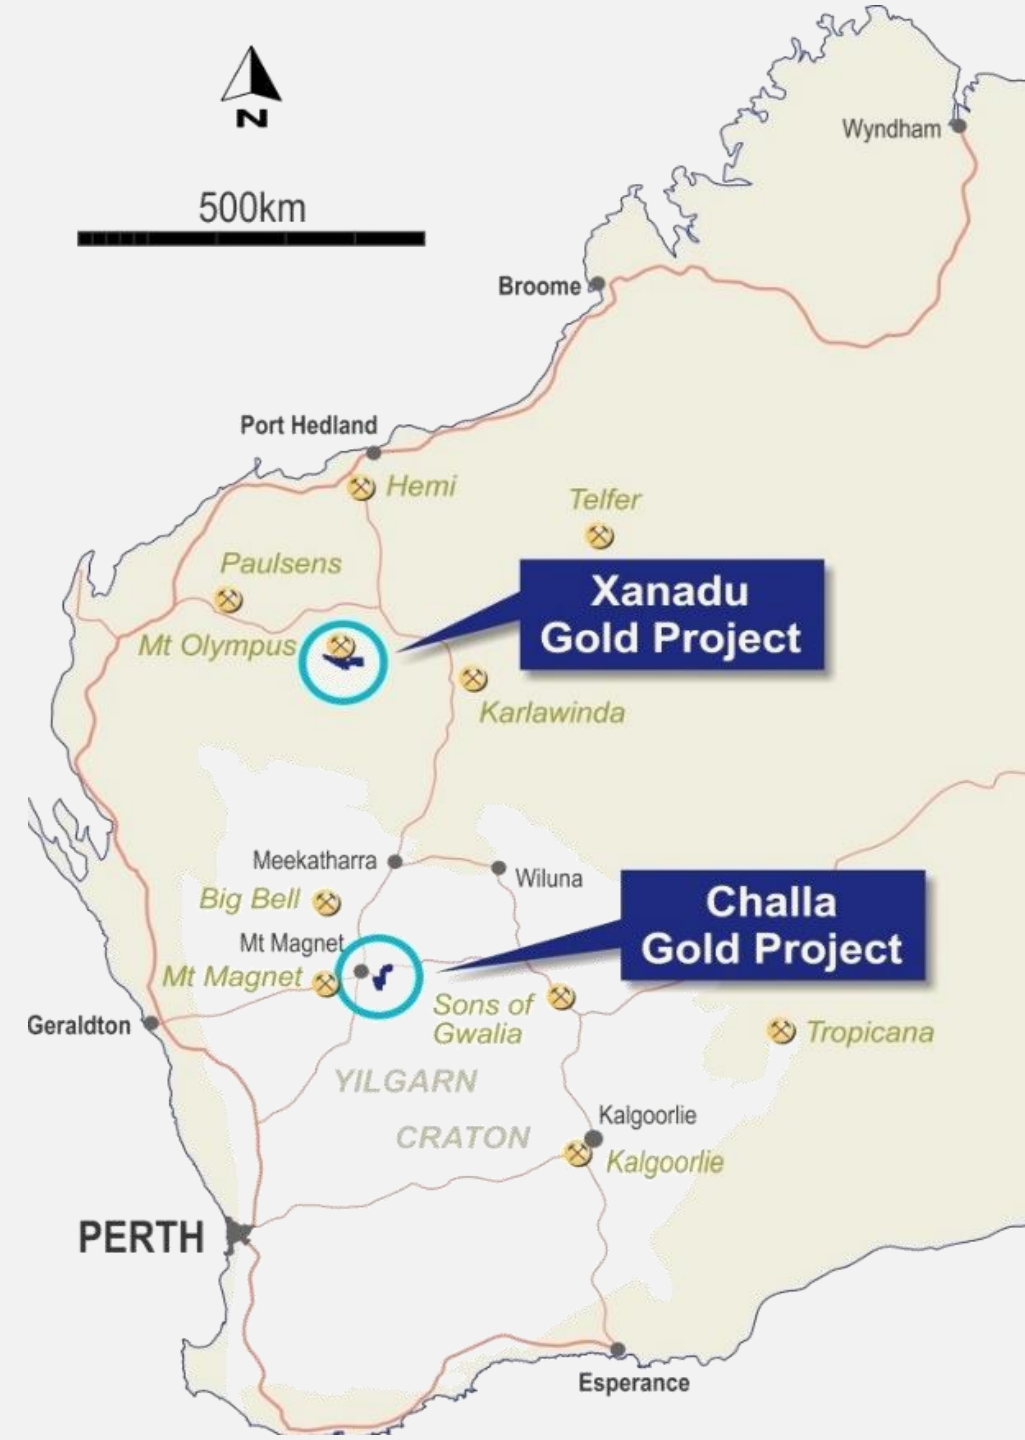 N
500km
Wyndham
Broome
Port Hedland
Hemi
Telfer
Paulsens
Xanadu
Gold Project
Mt Olympus
Karlawinda
Meekatharra
Wiluna
Big Bell
Challa
Gold Project
Mt Magnet
Mt Magnet
Sons of
Gwalia
Geraldton
Tropicana
YILGARN
CRATON
Kalgoorlie
Kalgoorlie
PERTH
Esperance